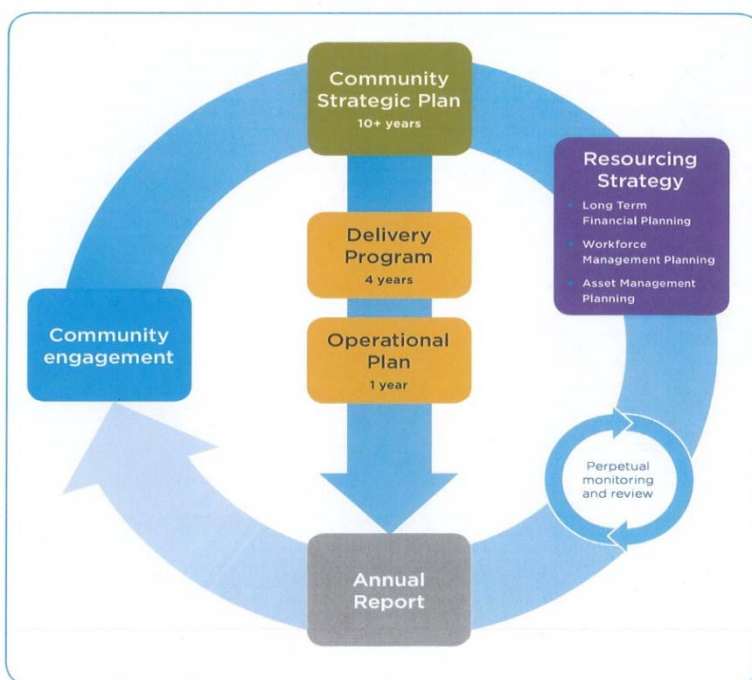 Community
Strategic Plan
10+ years
Resourcing
Strategy
Long Term
Financial Planning
Workforce
Management Planning
Asset Management
Planning
Delivery
Program
4 years
Community
engagement
Operational
Plan
1 year
Perpetual
monitoring
and review
Annual
Report